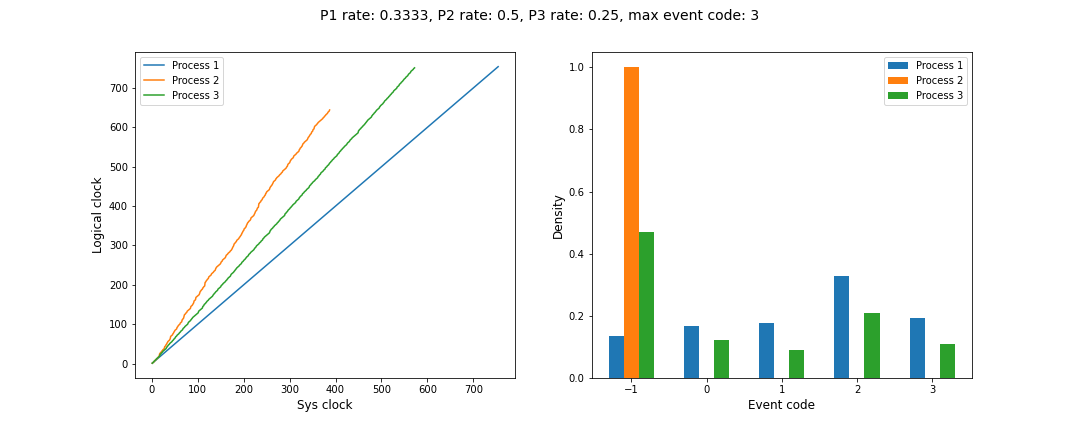 P1 rate: 0.3333, P2 rate: 0.5, P3 rate: 0.25, max event code: 3
Process 1
Process 2
Process 3
Logical clock
700
600
500
400
300
200
100
0
0 100 200 300 400 500 600 700
Sys clock
Process 1
Process 2
Process 3
Density
1.0
0.8
0.6
0.4
0.2
0.0
−1 0 1 2 3
Event code